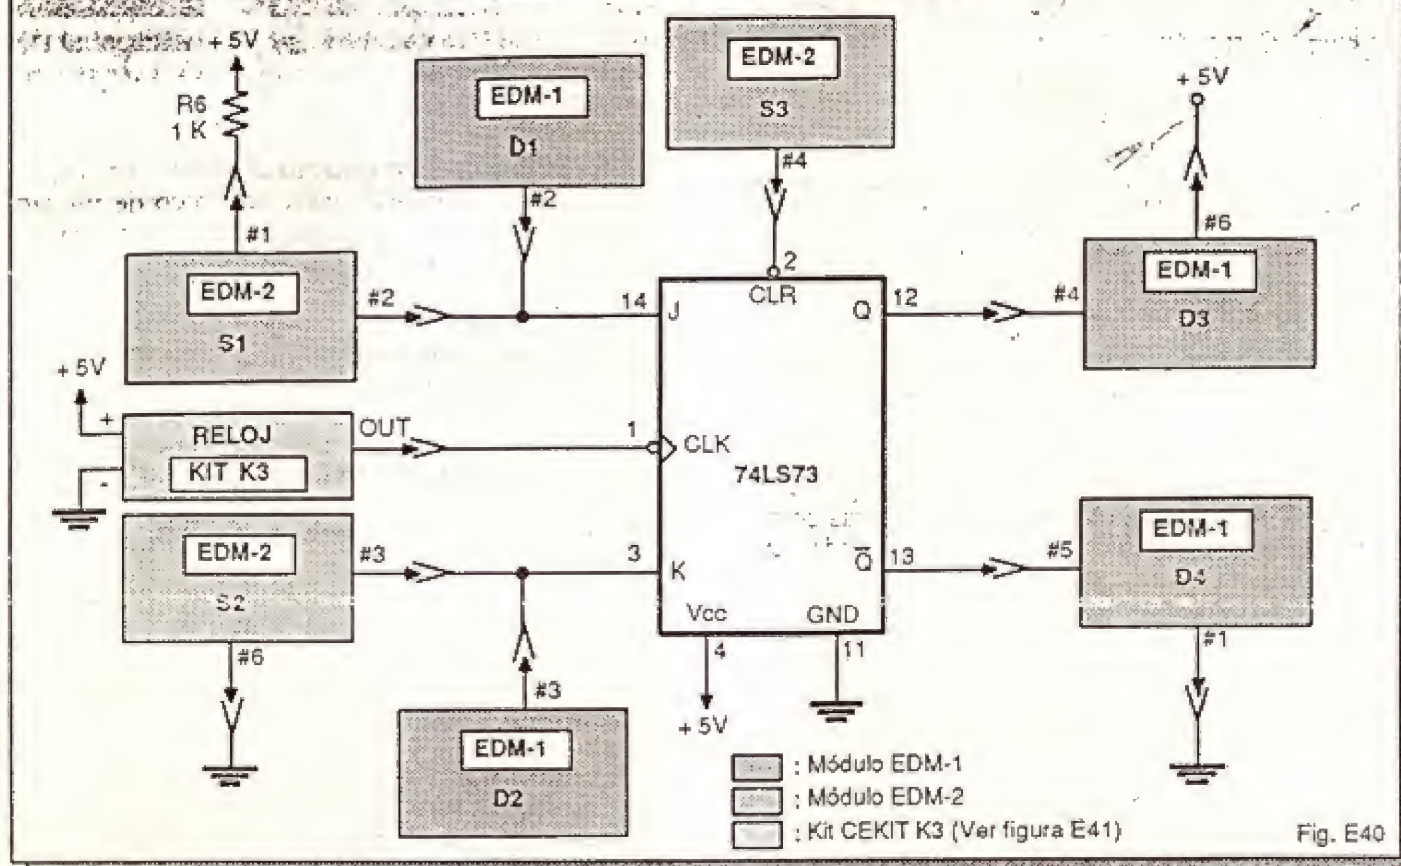 + 5V
R6
1 K
#1
EDM-2
S1
#2
EDM-1
D1
#2
EDM-2
S3
#4
+ 5V
#6
EDM-1
D3
#4
14
J
2
CLR
Q
12
+ 5V
+
-
RELOJ
KIT K3
OUT
1
CLK
74LS73
EDM-2
S2
#3
#6
3
K
Q̅
13
#5
EDM-1
D4
#1
Vcc
GND
4
11
+ 5V
#3
EDM-1
D2
: Módulo EDM-1
: Módulo EDM-2
: Kit CEKIT K3 (Ver figura E41)
Fig. E40